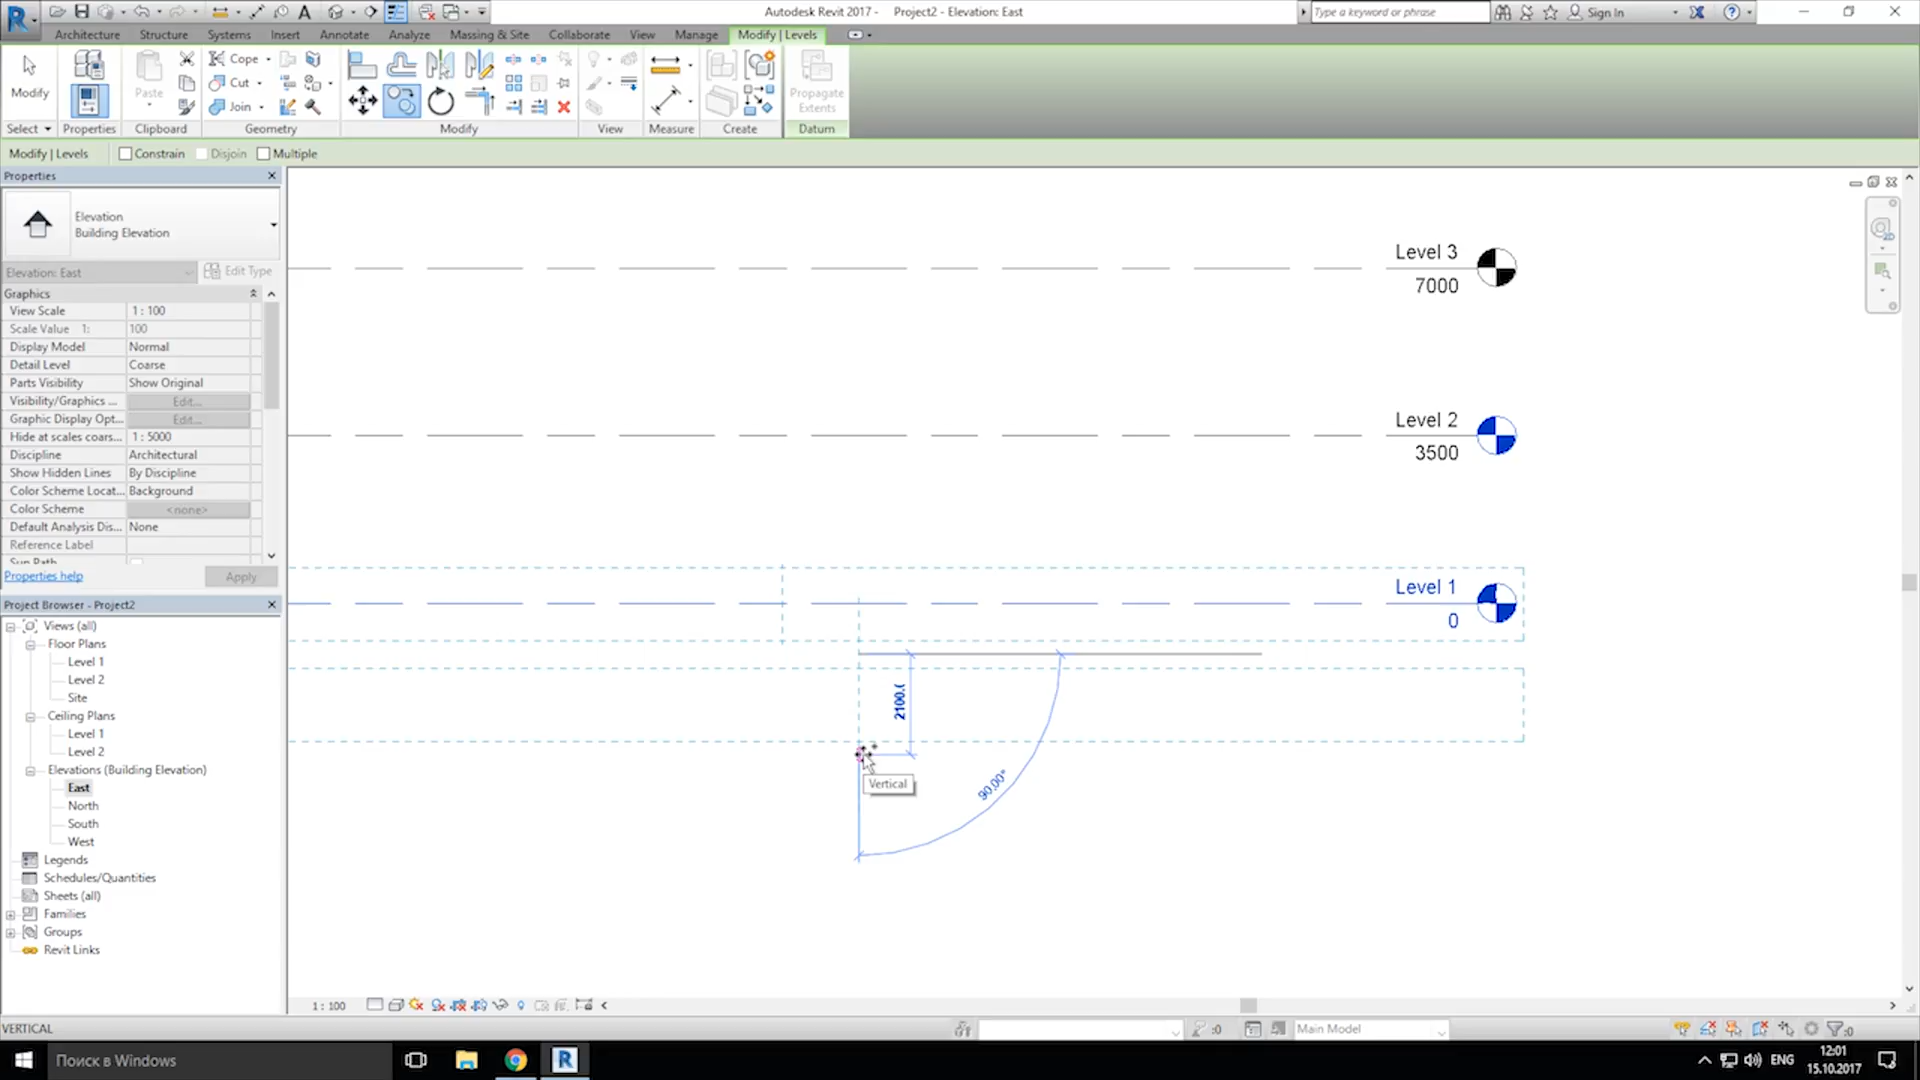 Autodesk Revit 2017 - Project2 - Elevation: East
Type a keyword or phrase
Sign In
Architecture Structure Systems Insert Annotate Analyze Massing & Site Collaborate View Manage Modify | Levels
Modify
Paste
Cope
Cut
Join
Propagate
Extents
Select Properties Clipboard Geometry Modify View Measure Create Datum
Modify | Levels Constrain Disjoin Multiple
Properties
Elevation
Building Elevation
Elevation: East
Edit Type
Graphics
View Scale 1 : 100
Scale Value 1: 100
Display Model Normal
Detail Level Coarse
Parts Visibility Show Original
Visibility/Graphics ... Edit...
Graphic Display Opt... Edit...
Hide at scales coars... 1 : 5000
Discipline Architectural
Show Hidden Lines By Discipline
Color Scheme Locat... Background
Color Scheme <none>
Default Analysis Dis... None
Reference Label
Sun Path
Properties help
Apply
Project Browser - Project2
Views (all)
Floor Plans
Level 1
Level 2
Site
Ceiling Plans
Level 1
Level 2
Elevations (Building Elevation)
East
North
South
West
Legends
Schedules/Quantities
Sheets (all)
Families
Groups
Revit Links
Level 3
7000
Level 2
3500
Level 1
0
2100.
90,00°
Vertical
1 : 100
VERTICAL
:0
Main Model
:0
Поиск в Windows
ENG
12:01
15.10.2017